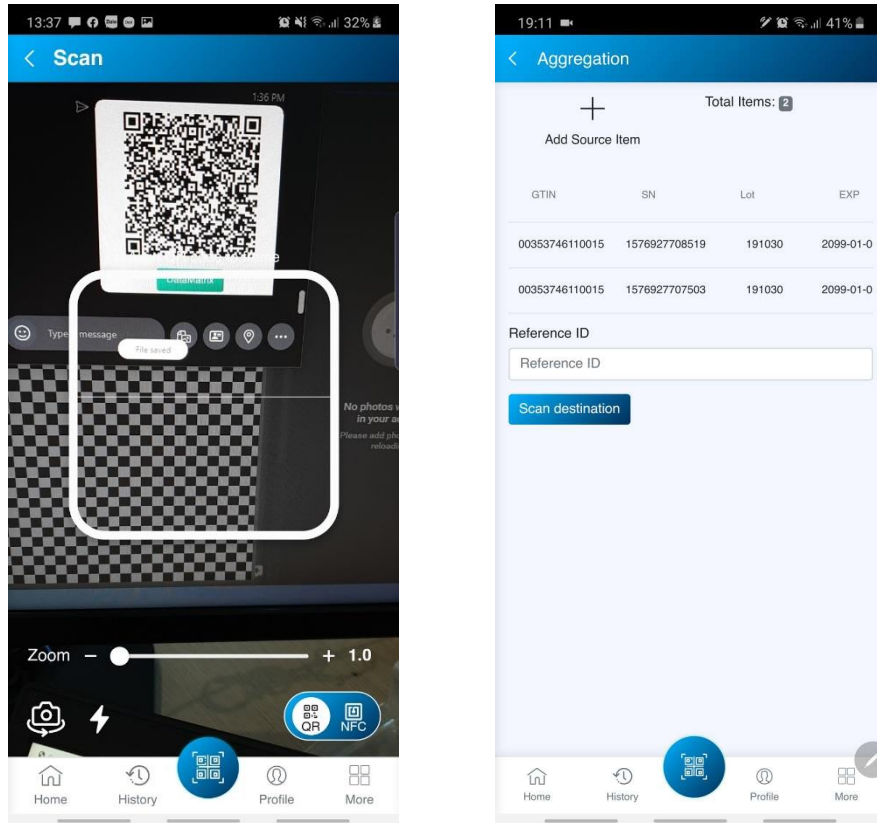 13:37
32%
Scan
1:36 PM
DataMatrix
File saved
No photos
in your
Please add
Zoom
1.0
QR
NFC
Home
History
Profile
More
19:11
41%
Aggregation
Total Items: 2
Add Source Item
GTIN SN Lot EXP
00353746110015 1576927708519 191030 2099-01-0
00353746110015 1576927707503 191030 2099-01-0
Reference ID
Reference ID
Scan destination
Home
History
Profile
More